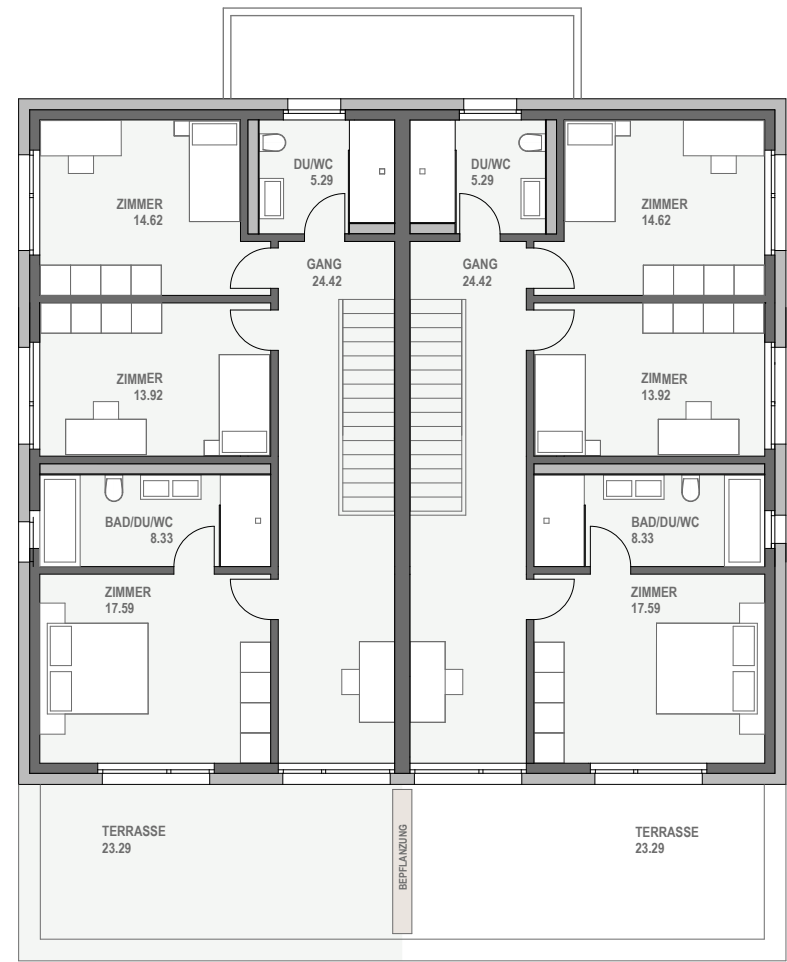 DU/WC
5.29
DU/WC
5.29
ZIMMER
14.62
ZIMMER
14.62
GANG
24.42
GANG
24.42
ZIMMER
13.92
ZIMMER
13.92
BAD/DU/WC
8.33
BAD/DU/WC
8.33
ZIMMER
17.59
ZIMMER
17.59
TERRASSE
23.29
BEPFLANZUNG
TERRASSE
23.29